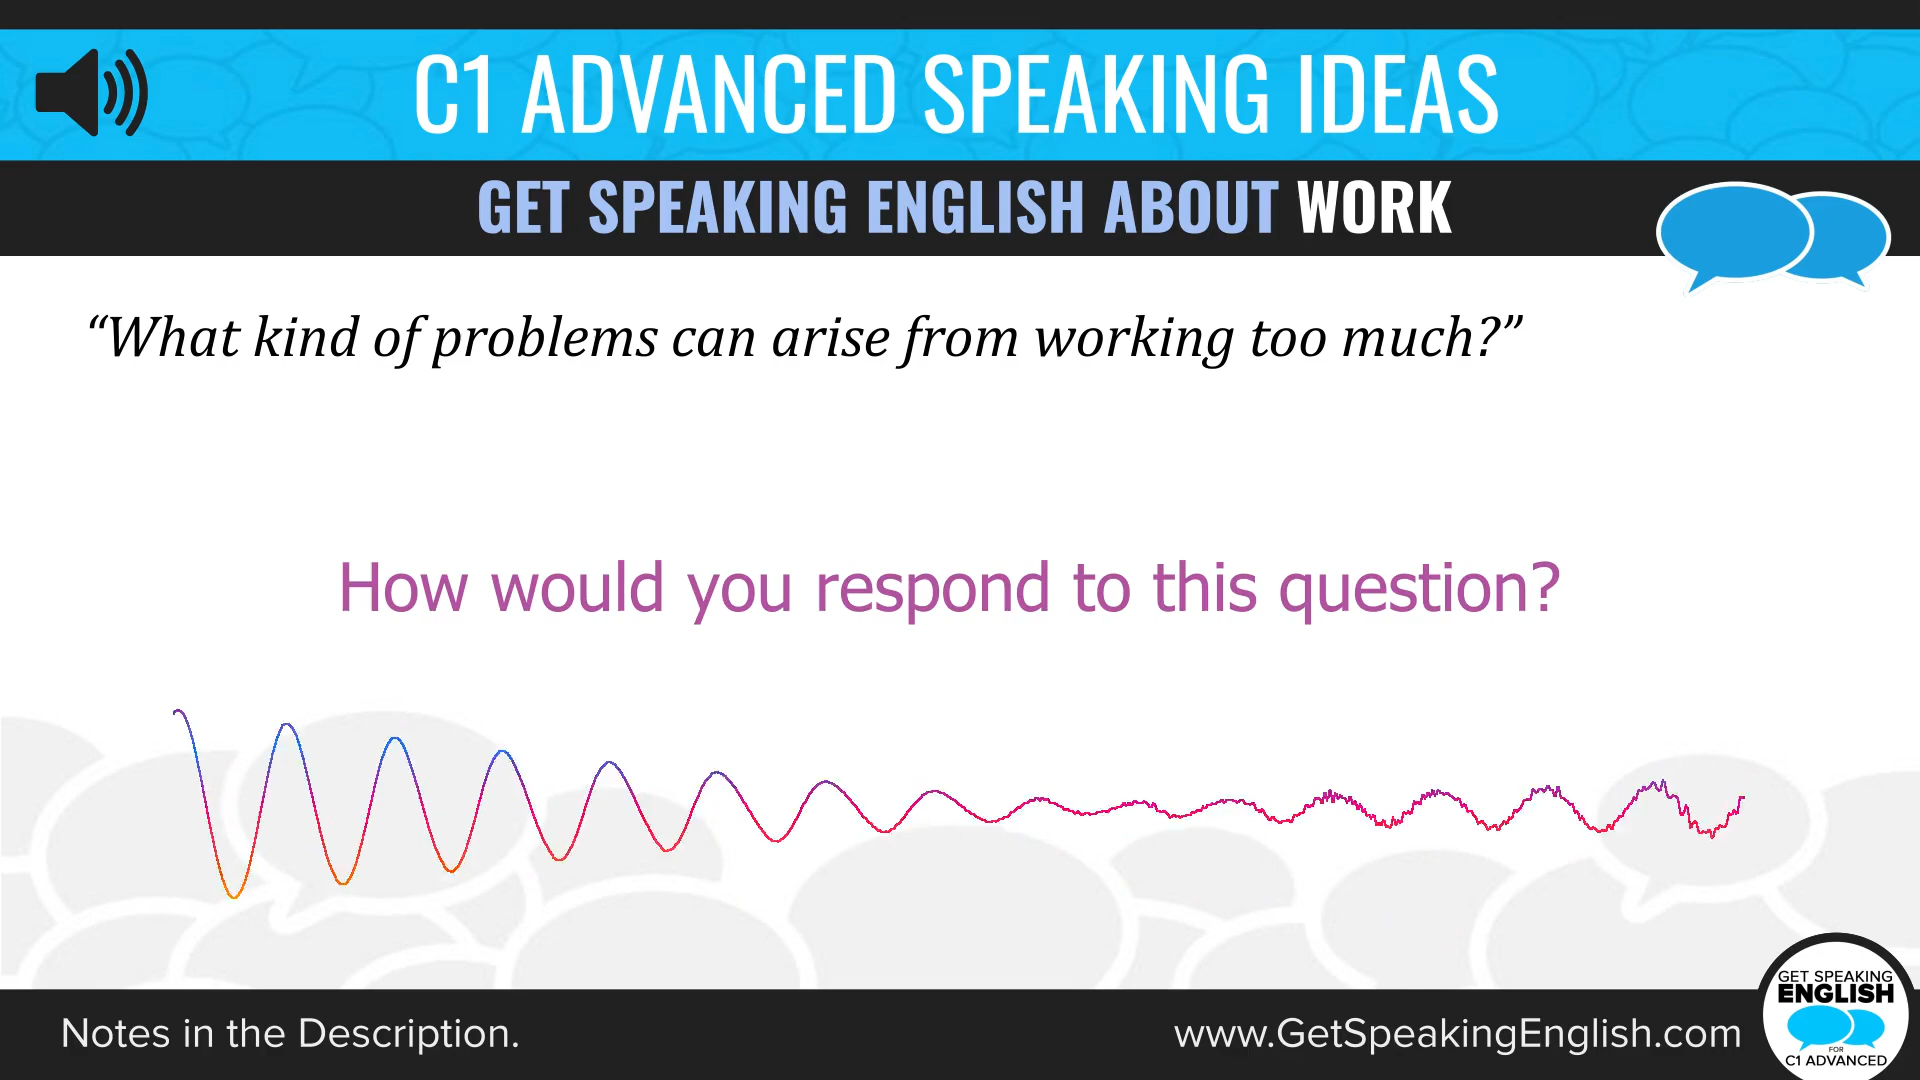 C1 ADVANCED SPEAKING IDEAS
GET SPEAKING ENGLISH ABOUT WORK
“What kind of problems can arise from working too much?”
How would you respond to this question?
Notes in the Description.
www.GetSpeakingEnglish.com
GET SPEAKING
ENGLISH
FOR
C1 ADVANCED